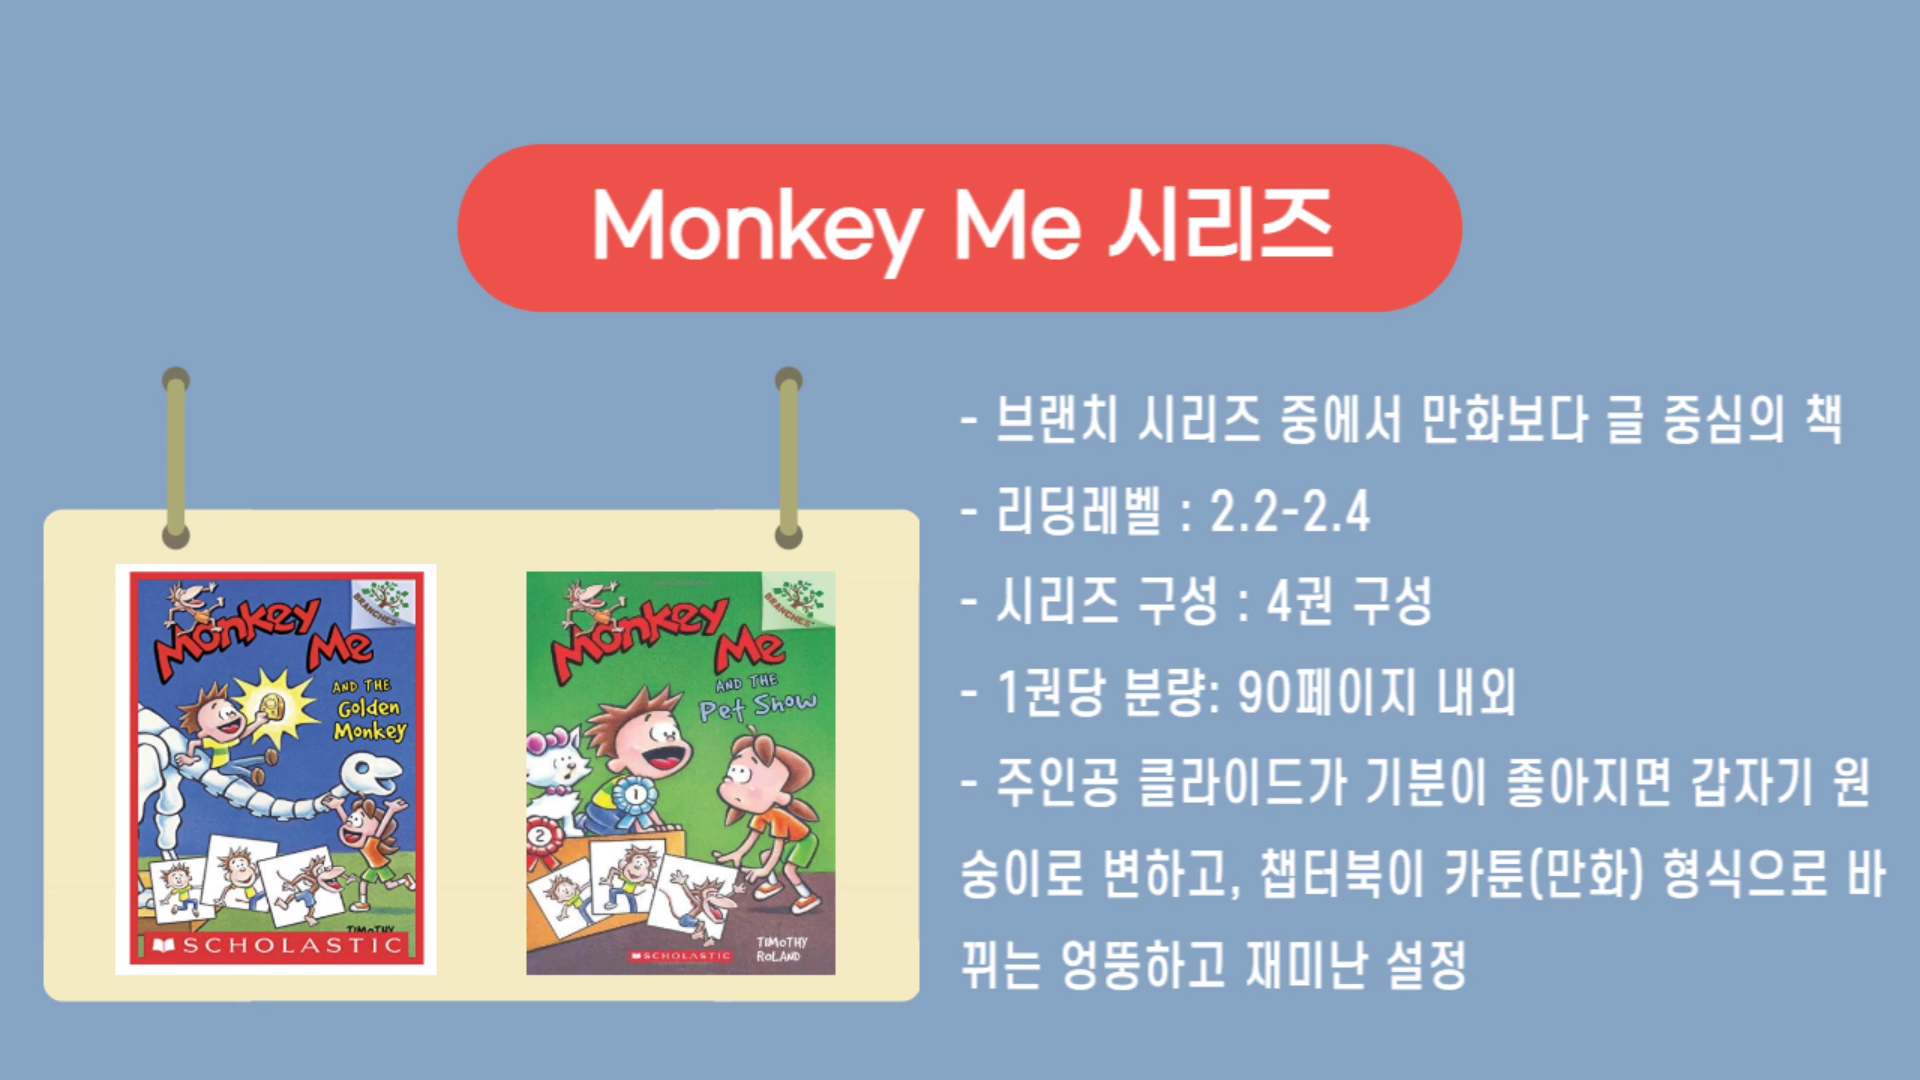 Monkey Me 시리즈
- 브랜치 시리즈 중에서 만화보다 글 중심의 책
- 리딩레벨 : 2.2-2.4
- 시리즈 구성 : 4권 구성
- 1권당 분량: 90페이지 내외
- 주인공 클라이드가 기분이 좋아지면 갑자기 원
숭이로 변하고, 챕터북이 카툰(만화) 형식으로 바
뀌는 엉뚱하고 재미난 설정
BRANCHES
Monkey
Me
AND THE
Golden
Monkey
TIMOTHY
SCHOLASTIC
BRANCHES
Monkey
Me
AND THE
Pet Show
1
2
TIMOTHY
ROLAND
SCHOLASTIC